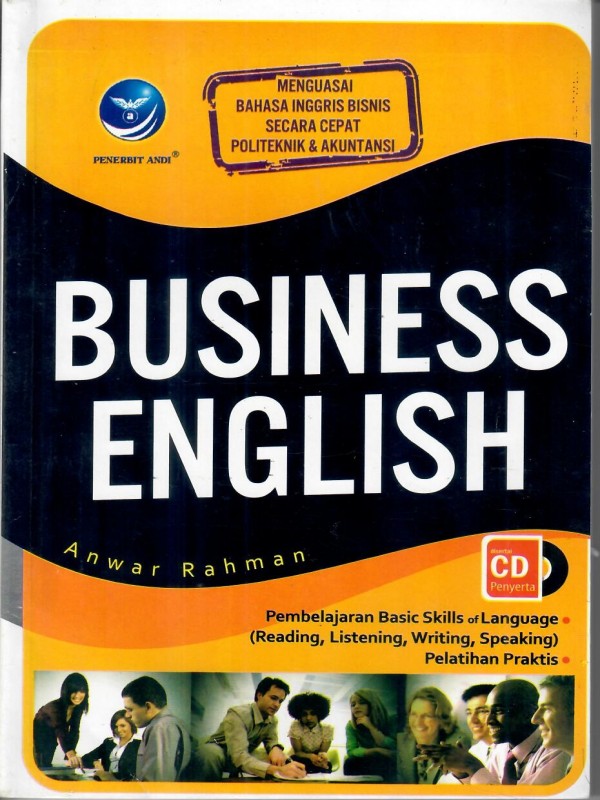 a
PENERBIT ANDI®
MENGUASAI
BAHASA INGGRIS BISNIS
SECARA CEPAT
POLITEKNIK & AKUNTANSI
BUSINESS
ENGLISH
Anwar Rahman
disertai
CD
Penyerta
Pembelajaran Basic Skills of Language •
(Reading, Listening, Writing, Speaking)
Pelatihan Praktis •